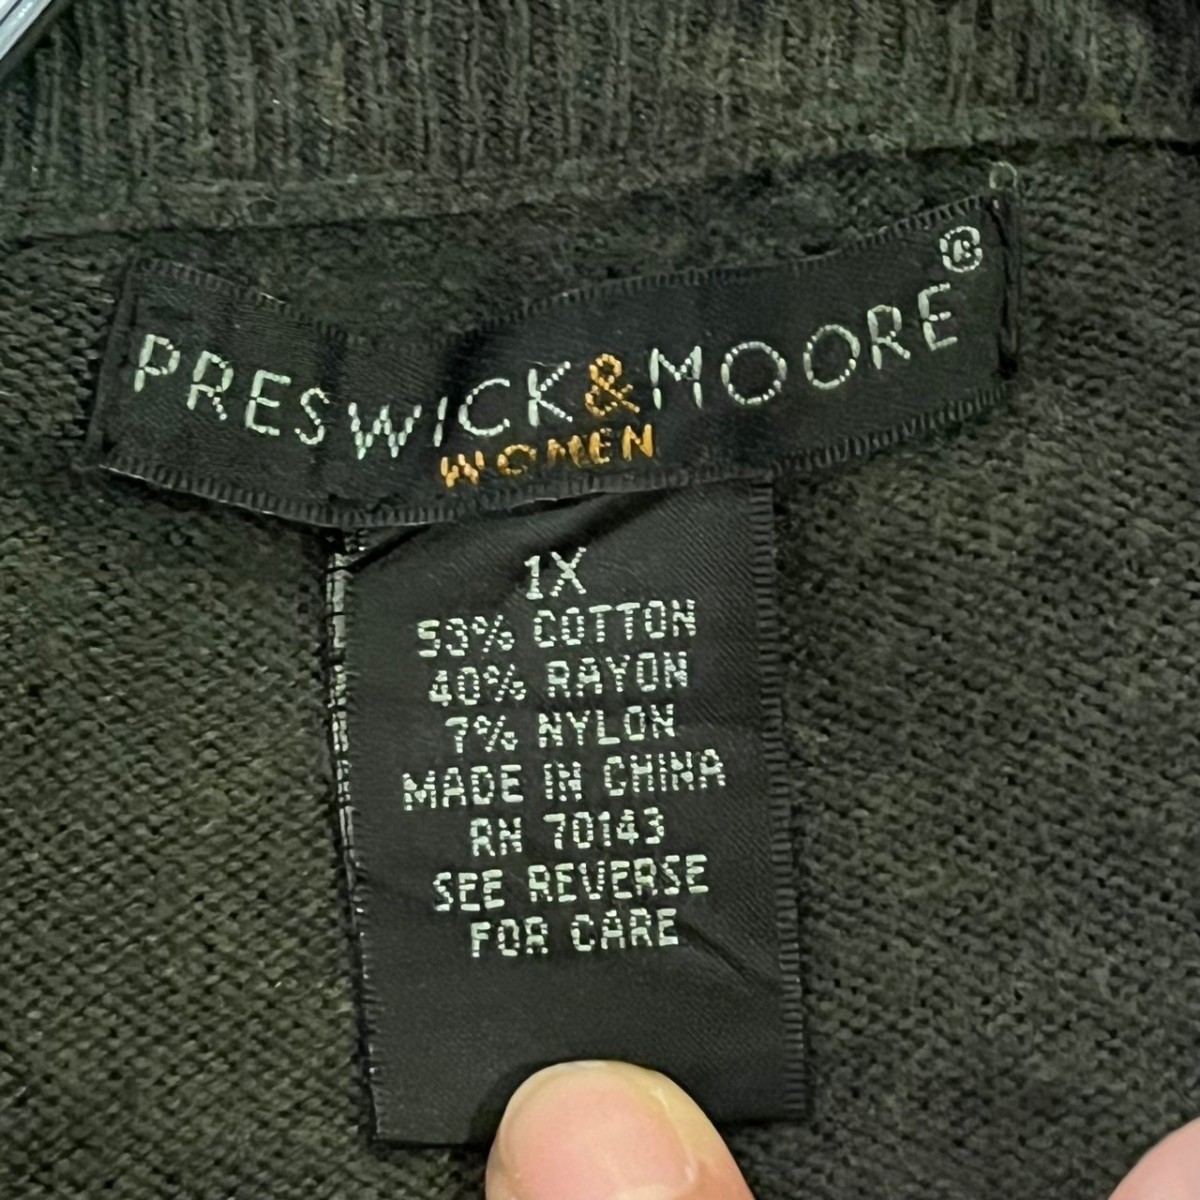 PRESWICK&MOORE®
WOMEN
1X
53% COTTON
40% RAYON
7% NYLON
MADE IN CHINA
RN 70143
SEE REVERSE
FOR CARE